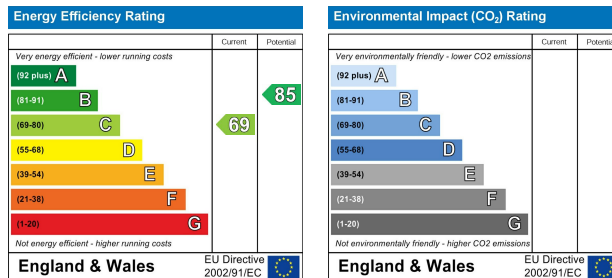 Energy Efficiency Rating
Current Potential
Very energy efficient - lower running costs
(92 plus) A
(81-91) B
(69-80) C
(55-68) D
(39-54) E
(21-38) F
(1-20) G
85
69
Not energy efficient - higher running costs
England & Wales
EU Directive
2002/91/EC
Environmental Impact (CO₂) Rating
Current Potential
Very environmentally friendly - lower CO2 emissions
(92 plus) A
(81-91) B
(69-80) C
(55-68) D
(39-54) E
(21-38) F
(1-20) G
Not environmentally friendly - higher CO2 emissions
England & Wales
EU Directive
2002/91/EC